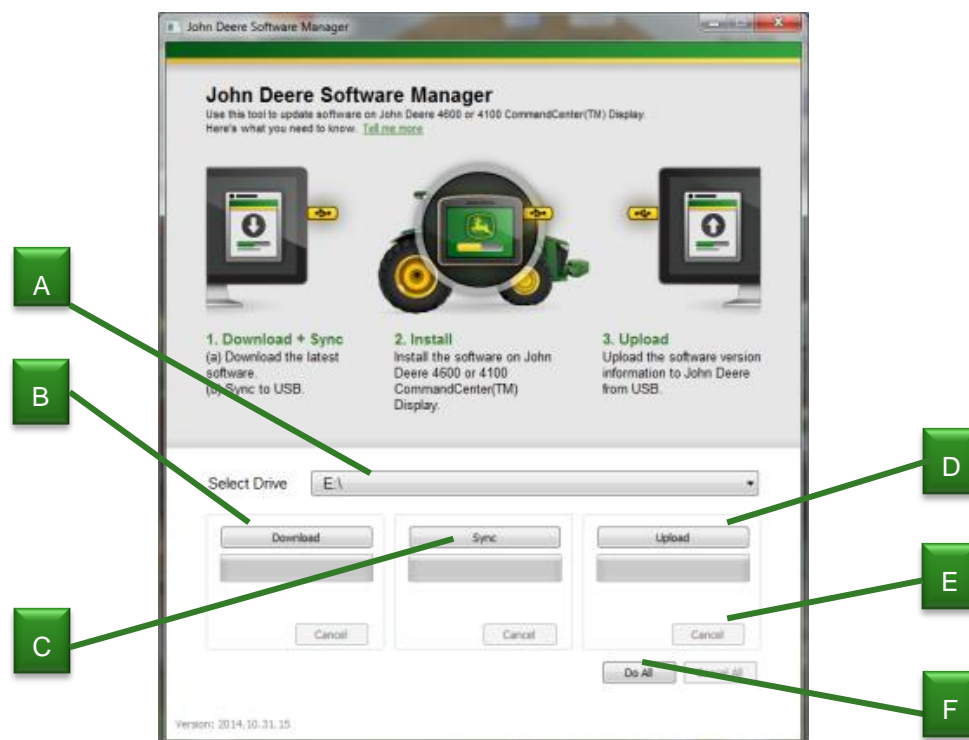 John Deere Software Manager
John Deere Software Manager
Use this tool to update software on John Deere 4600 or 4100 CommandCenter(TM) Display.
Here's what you need to know. Tell me more
1. Download + Sync
(a) Download the latest
software.
(b) Sync to USB.
2. Install
Install the software on John
Deere 4600 or 4100
CommandCenter(TM)
Display.
3. Upload
Upload the software version
information to John Deere
from USB.
A
B
C
D
E
F
Select Drive E:\
Download Sync Upload
Cancel Cancel Cancel
Do All Cancel All
Version: 2014.10.31.15